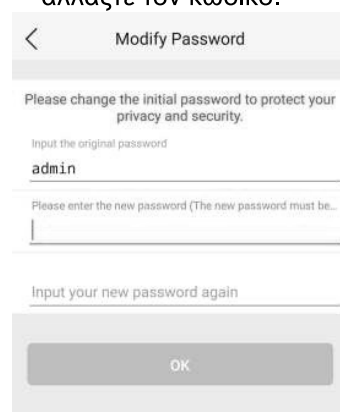 αλλάξτε τον κωδικό.
Modify Password
Please change the initial password to protect your
privacy and security.
Input the original password
admin
Please enter the new password (The new password must be...
Input your new password again
OK